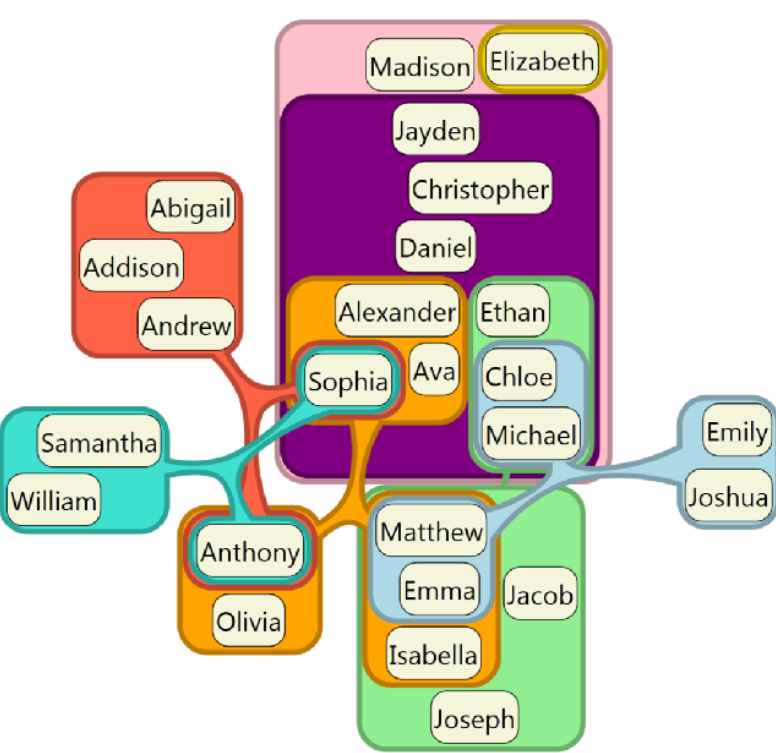 Madison
Elizabeth
Jayden
Christopher
Daniel
Abigail
Addison
Andrew
Alexander
Ethan
Sophia
Ava
Chloe
Michael
Samantha
William
Emily
Joshua
Anthony
Olivia
Matthew
Emma
Jacob
Isabella
Joseph